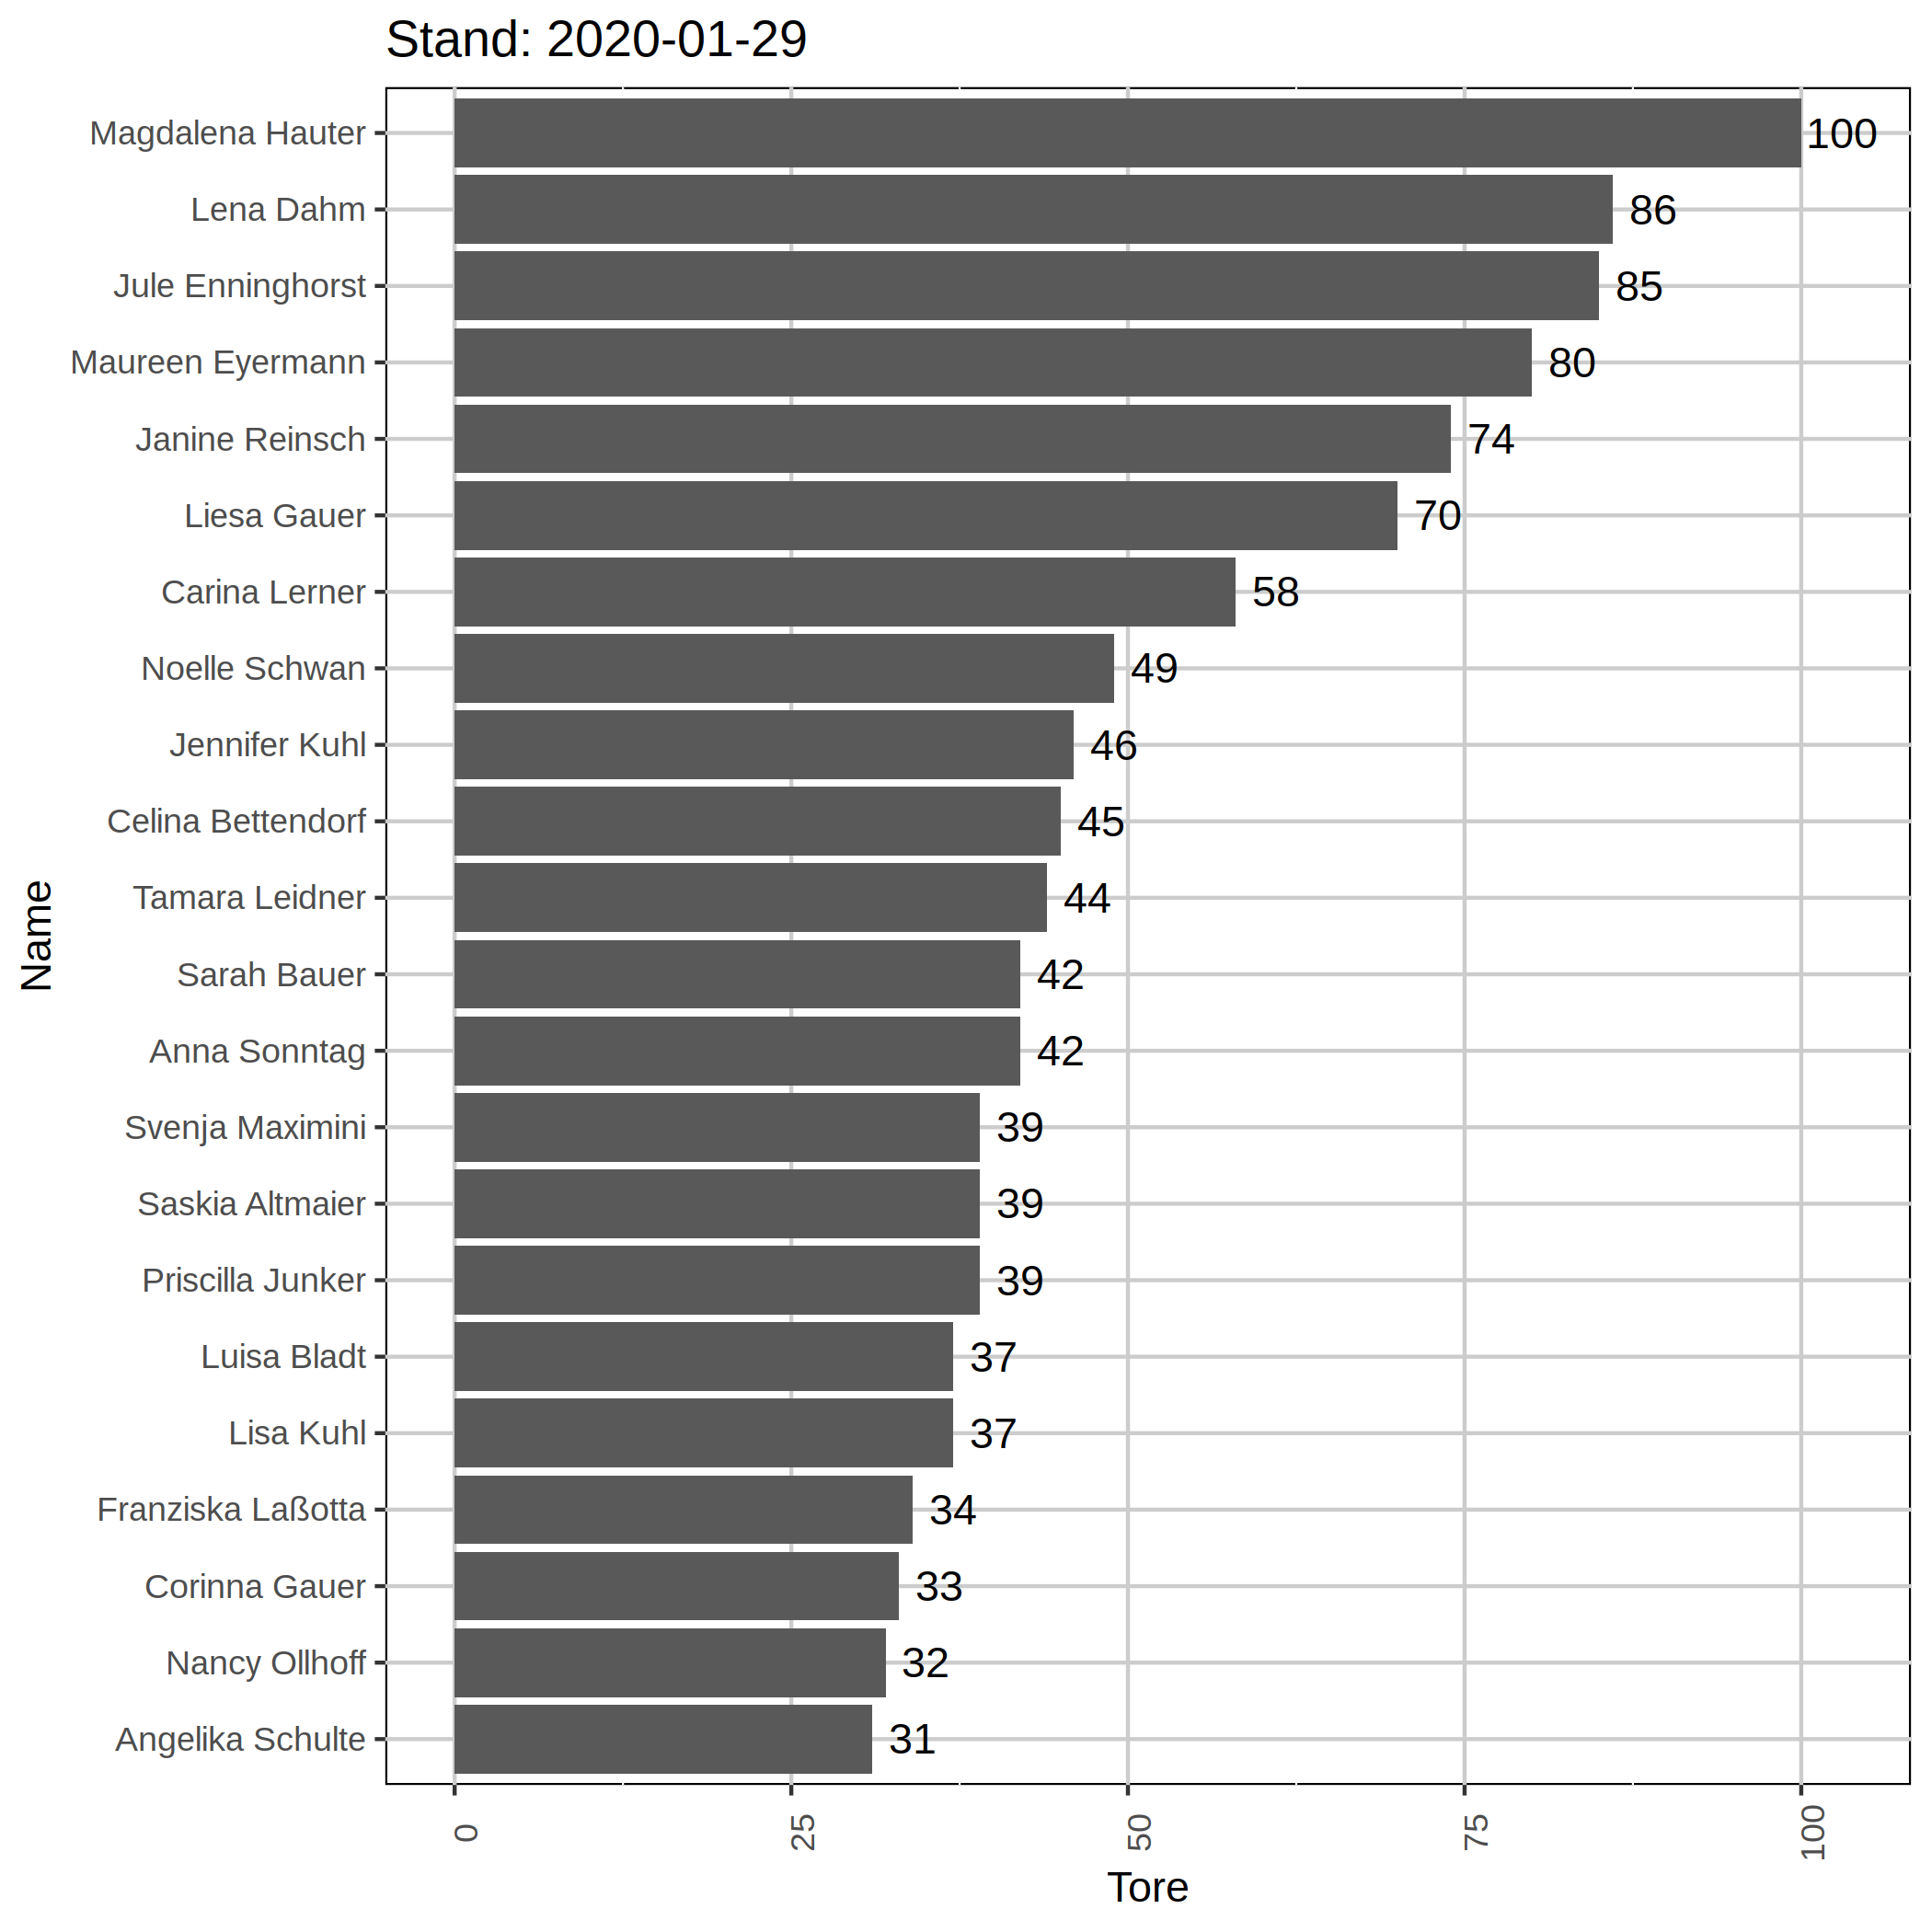 Stand: 2020-01-29
Name
Magdalena Hauter 100
Lena Dahm 86
Jule Enninghorst 85
Maureen Eyermann 80
Janine Reinsch 74
Liesa Gauer 70
Carina Lerner 58
Noelle Schwan 49
Jennifer Kuhl 46
Celina Bettendorf 45
Tamara Leidner 44
Sarah Bauer 42
Anna Sonntag 42
Svenja Maximini 39
Saskia Altmaier 39
Priscilla Junker 39
Luisa Bladt 37
Lisa Kuhl 37
Franziska Laßotta 34
Corinna Gauer 33
Nancy Ollhoff 32
Angelika Schulte 31
0 25 50 75 100
Tore